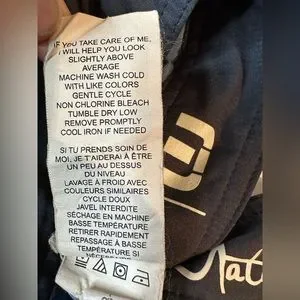 IF YOU TAKE CARE OF ME,
I WILL HELP YOU LOOK
SLIGHTLY ABOVE
AVERAGE
MACHINE WASH COLD
WITH LIKE COLORS
GENTLE CYCLE
NON CHLORINE BLEACH
TUMBLE DRY LOW
REMOVE PROMPTLY
COOL IRON IF NEEDED
SI TU PRENDS SOIN DE
MOI, JE T'AIDERAI À ÊTRE
UN PEU AU DESSUS
DU NIVEAU
LAVAGE À FROID AVEC
COULEURS SIMILAIRES
CYCLE DOUX
JAVEL INTERDITE
SÉCHAGE EN MACHINE
BASSE TEMPÉRATURE
RETIRER RAPIDEMENT
REPASSAGE À BASSE
TEMPÉRATURE SI
NÉCESSAIRE